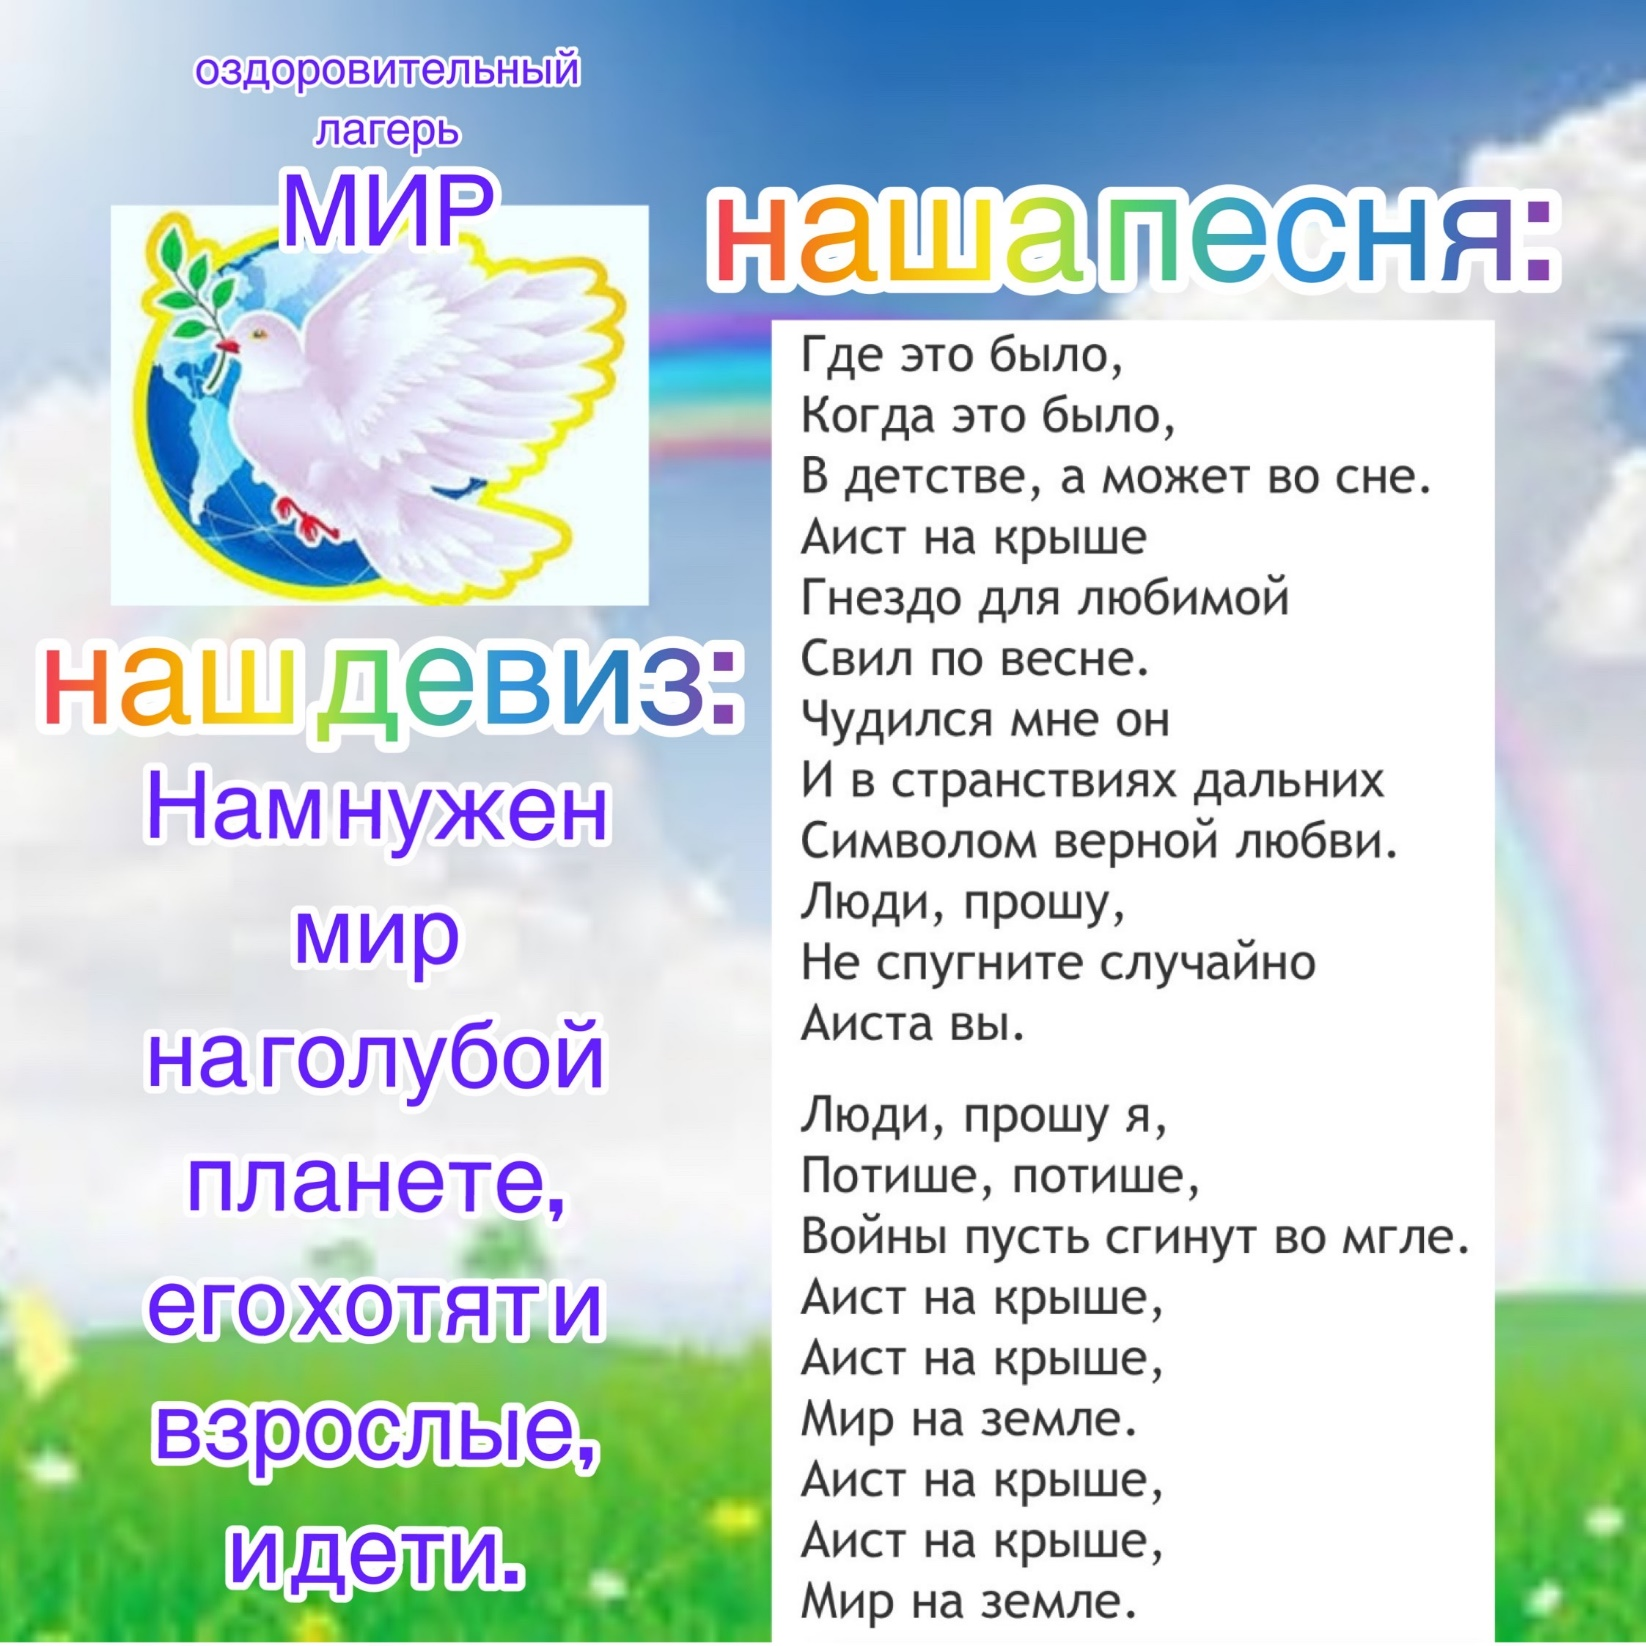 оздоровительный
лагерь
МИР
наш девиз:
Нам нужен
мир
на голубой
планете,
его хотят и
взрослые,
и дети.
наша песня:
Где это было,
Когда это было,
В детстве, а может во сне.
Аист на крыше
Гнездо для любимой
Свил по весне.
Чудился мне он
И в странствиях дальних
Символом верной любви.
Люди, прошу,
Не спугните случайно
Аиста вы.
Люди, прошу я,
Потише, потише,
Войны пусть сгинут во мгле.
Аист на крыше,
Аист на крыше,
Мир на земле.
Аист на крыше,
Аист на крыше,
Мир на земле.